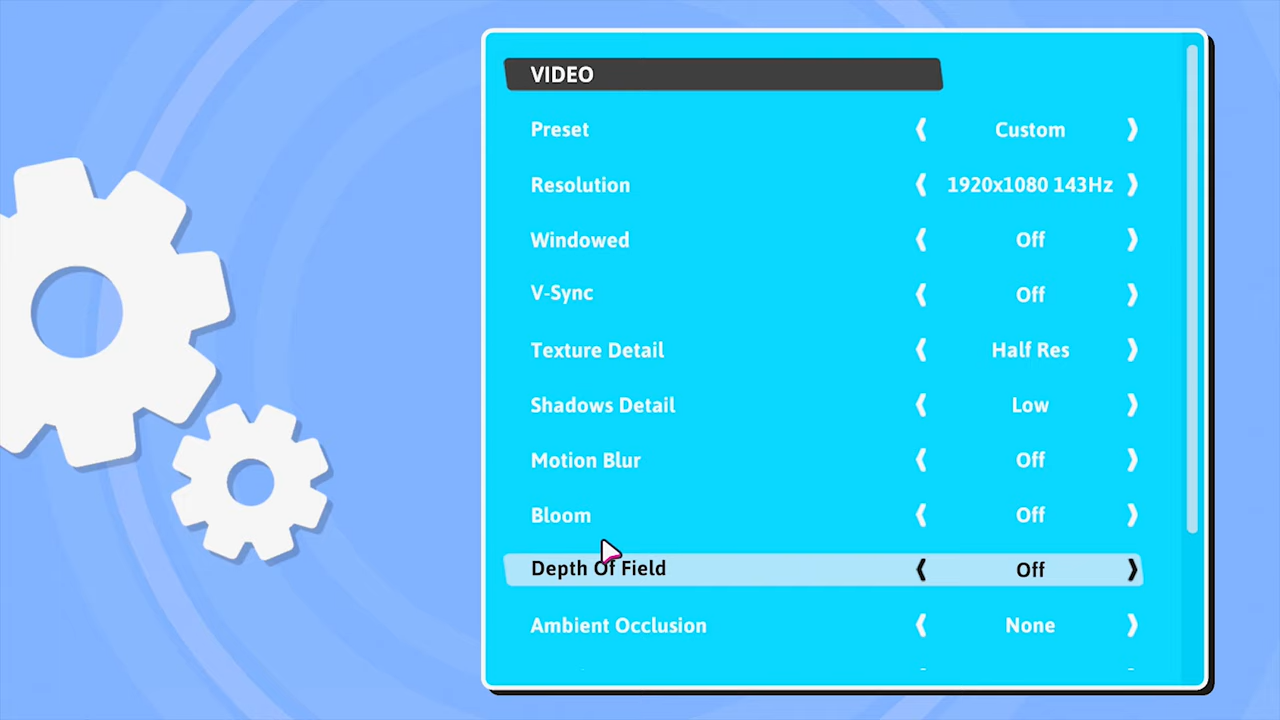 VIDEO
Preset ❰ Custom ❱
Resolution ❰ 1920x1080 143Hz ❱
Windowed ❰ Off ❱
V-Sync ❰ Off ❱
Texture Detail ❰ Half Res ❱
Shadows Detail ❰ Low ❱
Motion Blur ❰ Off ❱
Bloom ❰ Off ❱
Depth Of Field ❰ Off ❱
Ambient Occlusion ❰ None ❱